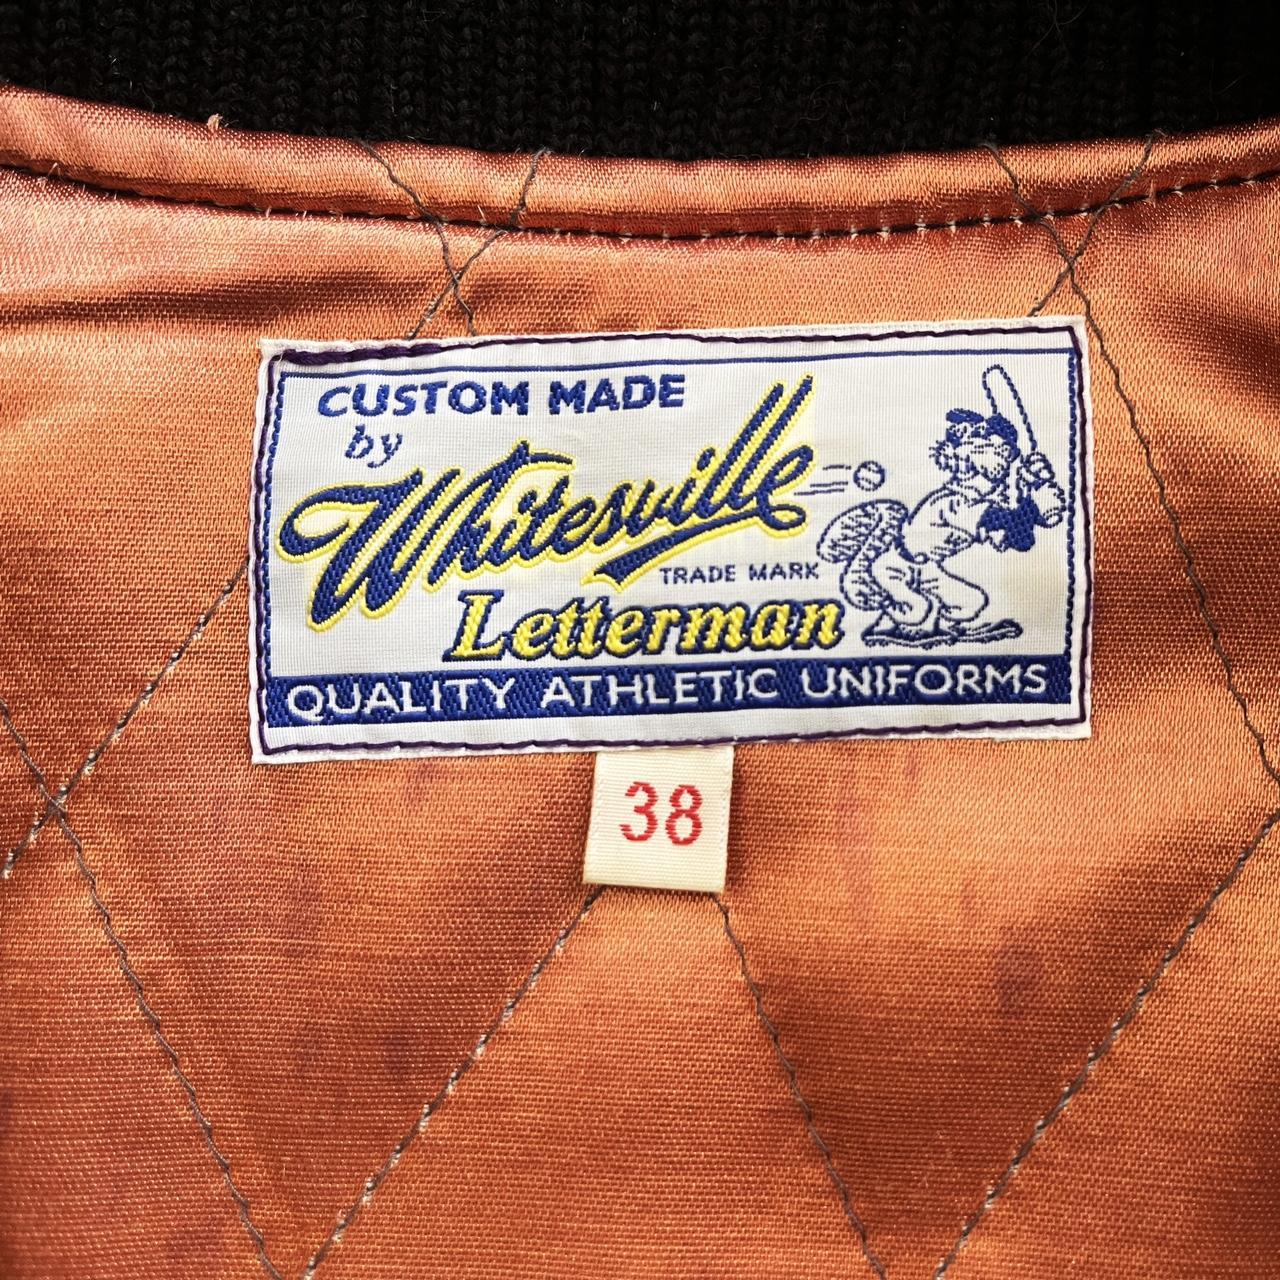 CUSTOM MADE
by
Whitesville
TRADE MARK
Letterman
QUALITY ATHLETIC UNIFORMS
38